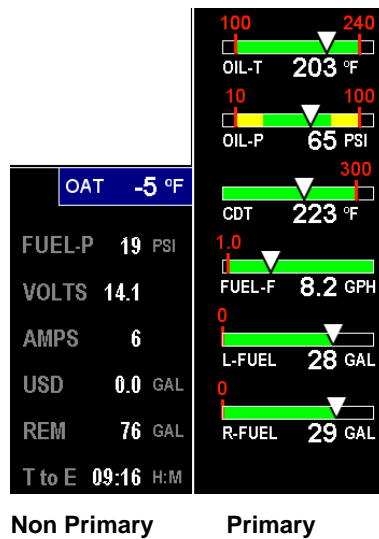 100 240
OIL-T 203 °F
10 100
OIL-P 65 PSI
300
CDT 223 °F
1.0
FUEL-F 8.2 GPH
0
L-FUEL 28 GAL
0
R-FUEL 29 GAL
OAT -5 °F
FUEL-P 19 PSI
VOLTS 14.1
AMPS 6
USD 0.0 GAL
REM 76 GAL
T to E 09:16 H:M
Non Primary Primary